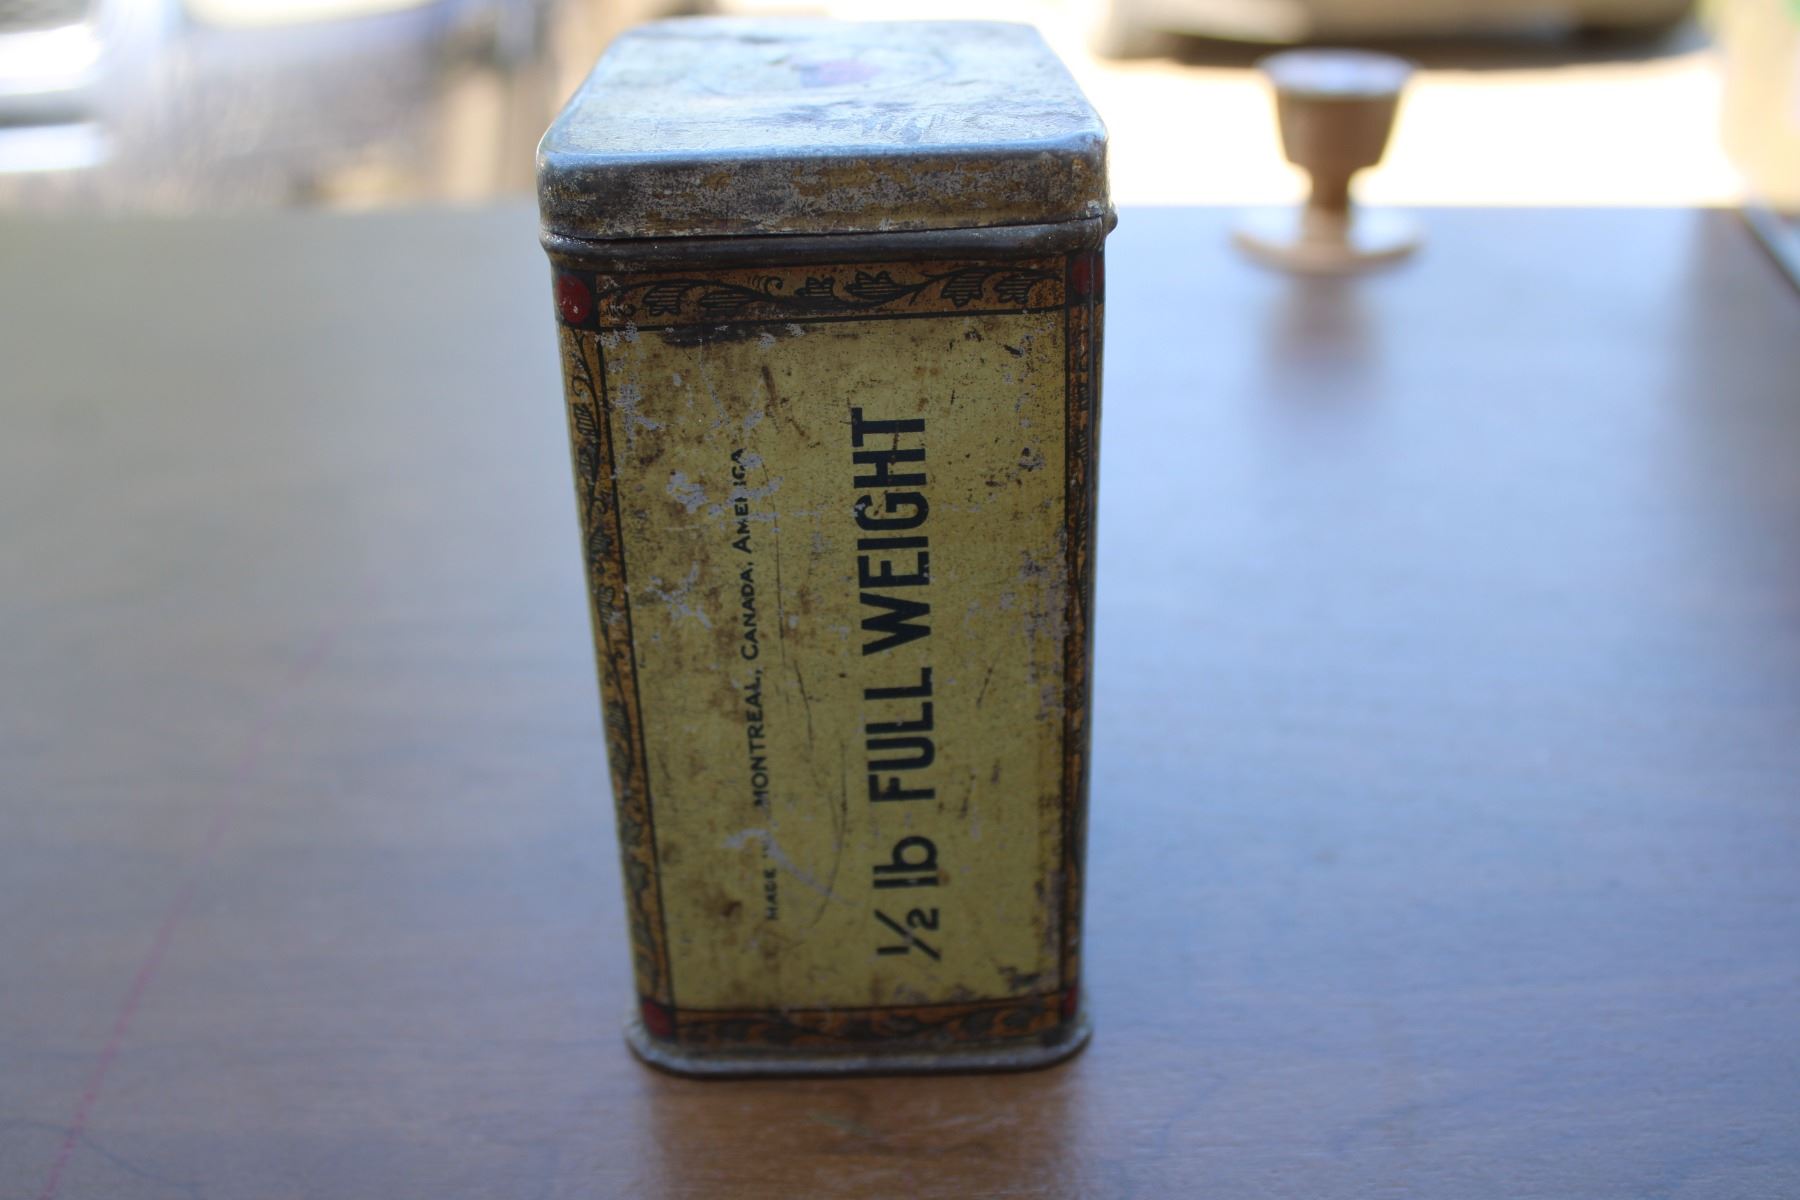 MADE IN MONTREAL, CANADA, AMERICA
½ lb FULL WEIGHT